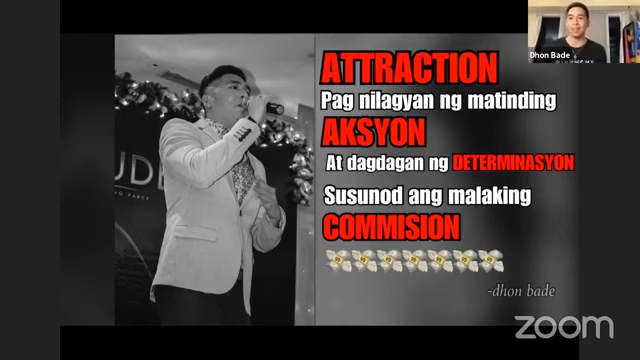 ATTRACTION
Pag nilagyan ng matinding
AKSYON
At dagdagan ng DETERMINASYON
Susunod ang malaking
COMMISION
-dhon bade
Dhon Bade
zoom